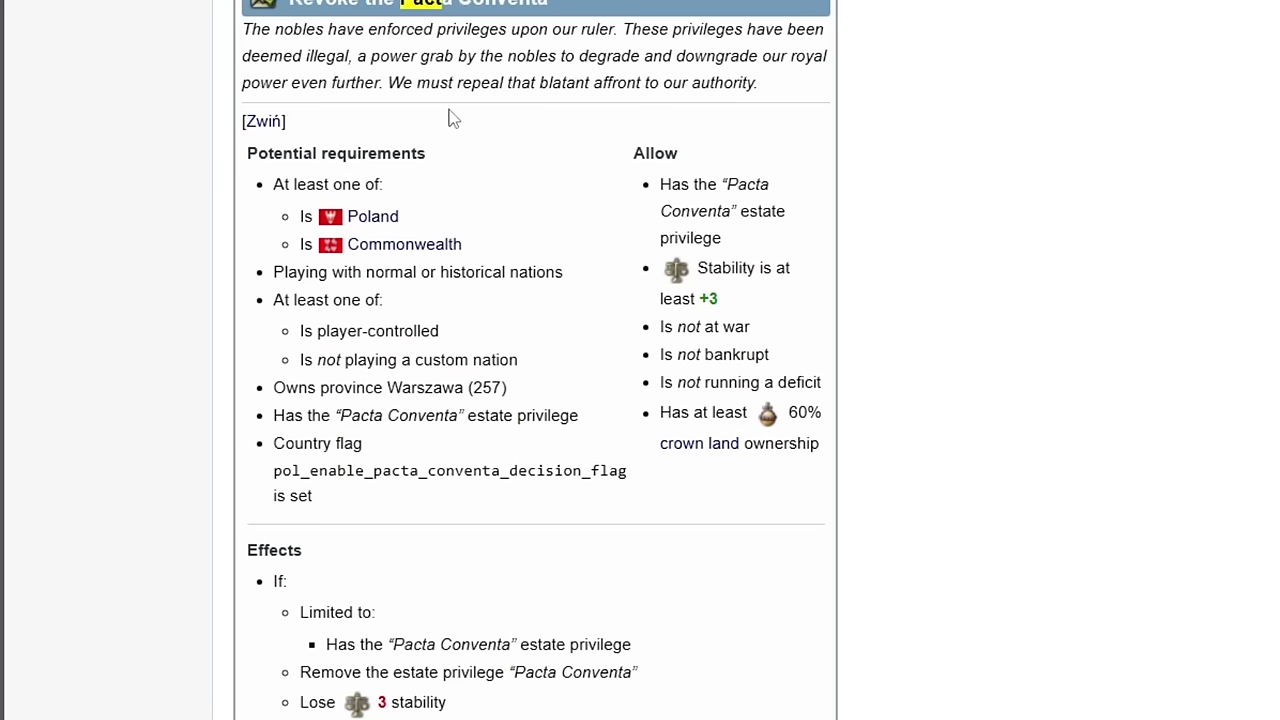 Revoke the Pacta Conventa
The nobles have enforced privileges upon our ruler. These privileges have been
deemed illegal, a power grab by the nobles to degrade and downgrade our royal
power even further. We must repeal that blatant affront to our authority.
[Zwiń]
Potential requirements
At least one of:
Is Poland
Is Commonwealth
Playing with normal or historical nations
At least one of:
Is player-controlled
Is not playing a custom nation
Owns province Warszawa (257)
Has the “Pacta Conventa” estate privilege
Country flag
pol_enable_pacta_conventa_decision_flag
is set
Allow
Has the “Pacta
Conventa” estate
privilege
Stability is at
least +3
Is not at war
Is not bankrupt
Is not running a deficit
Has at least 60%
crown land ownership
Effects
If:
Limited to:
Has the “Pacta Conventa” estate privilege
Remove the estate privilege “Pacta Conventa”
Lose 3 stability